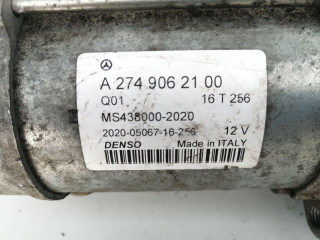 A 274 906 21 00
Q01 16 T 256
MS438000-2020
2020-05067-16-256 12 V
DENSO Made in ITALY